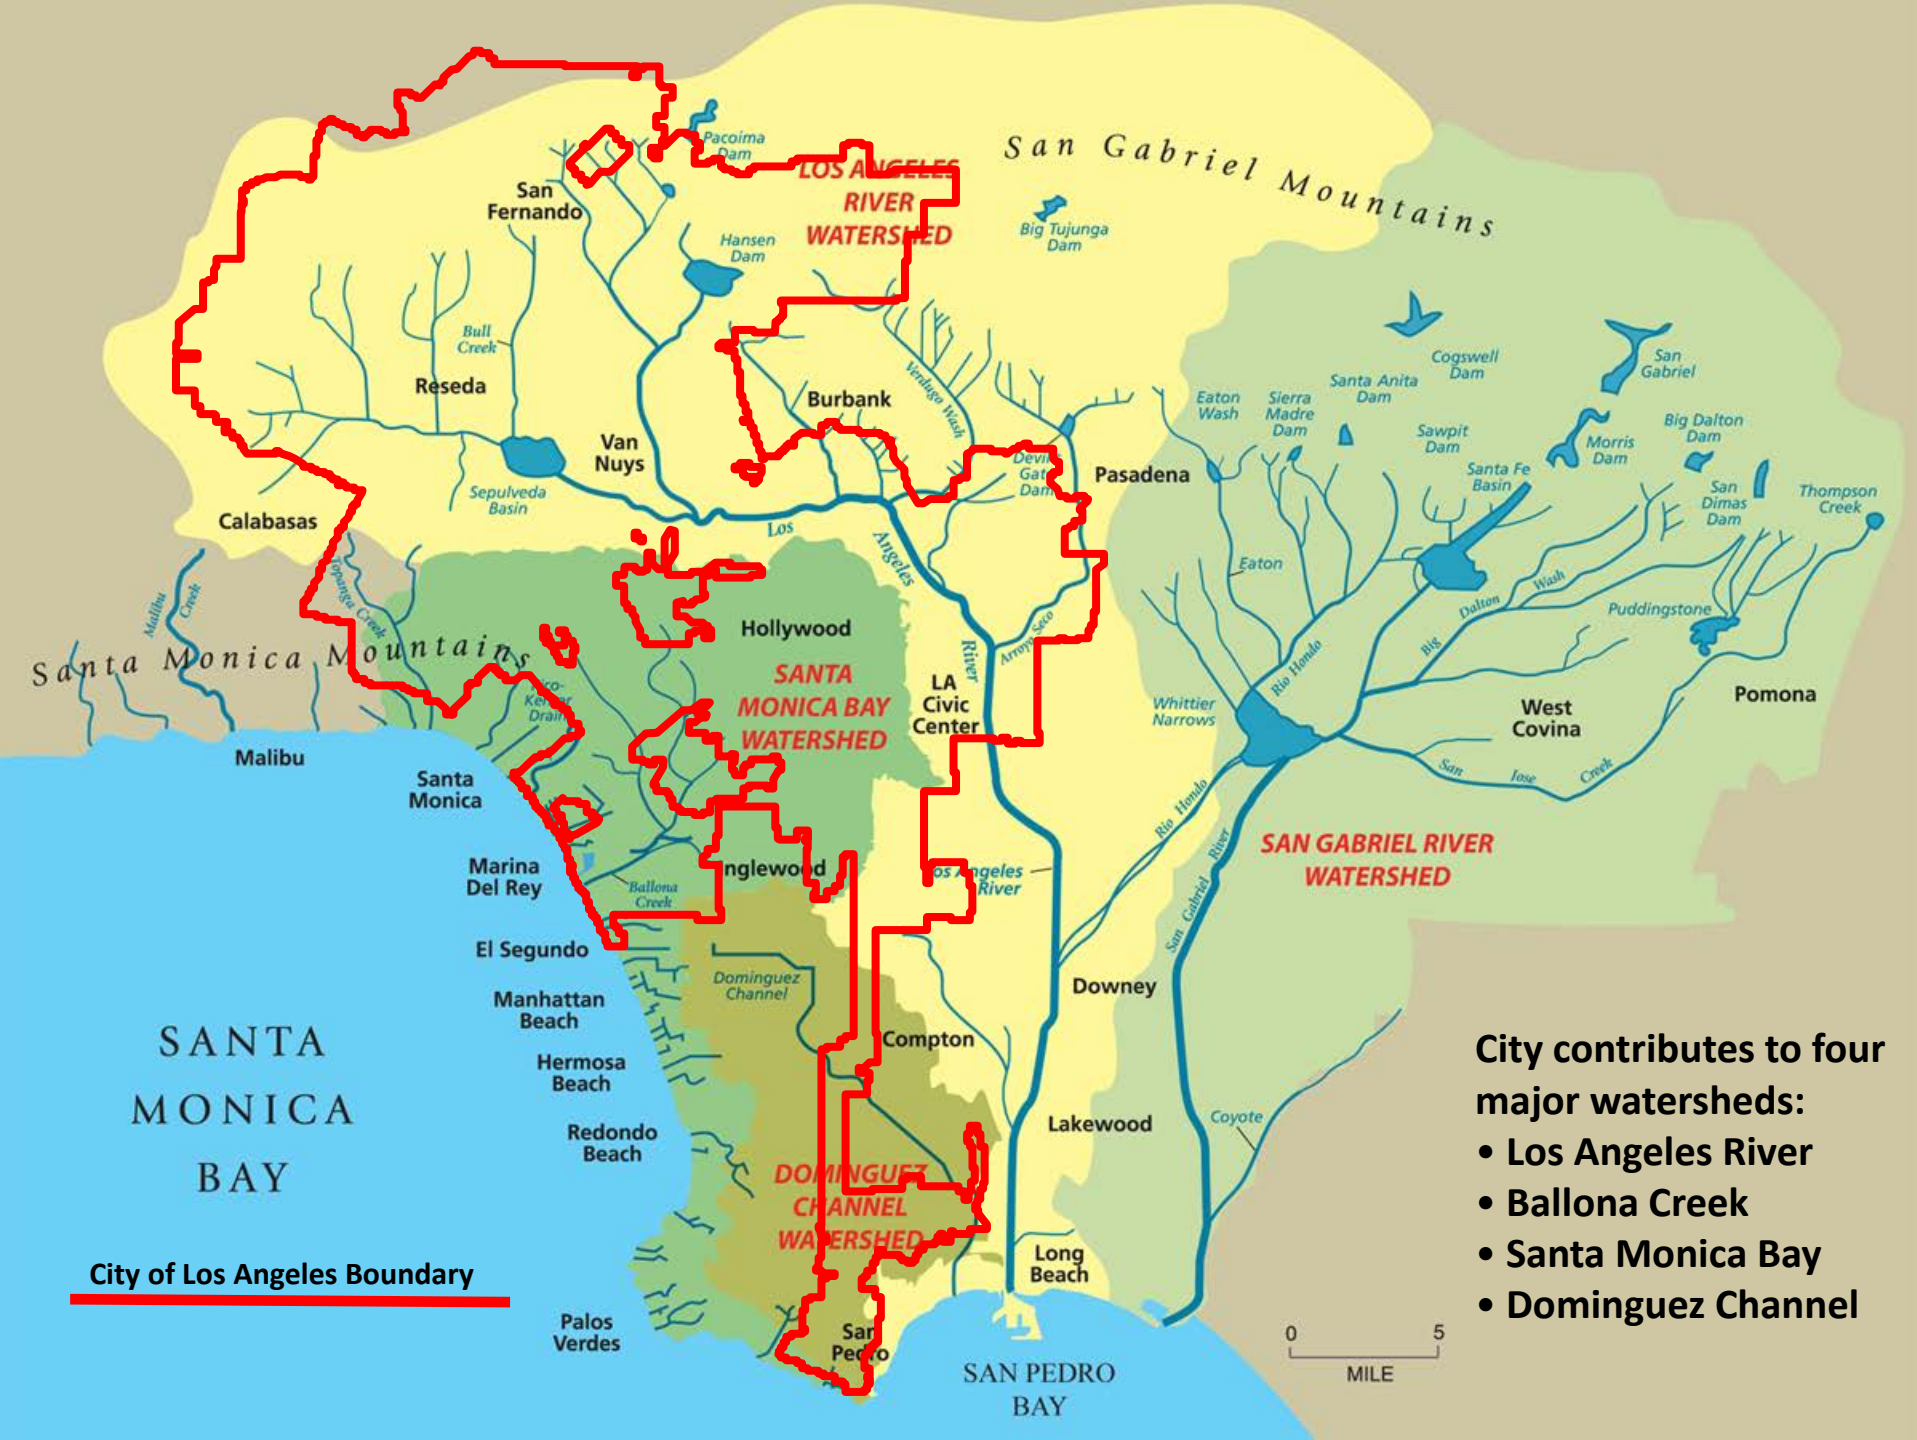 Pacoima
Dam
LOS ANGELES
RIVER
WATERSHED
San Gabriel Mountains
San
Fernando
Hansen
Dam
Big Tujunga
Dam
Bull
Creek
Reseda
Burbank
Verdugo Wash
Cogswell
Dam
San
Gabriel
Santa Anita
Dam
Eaton
Wash
Sierra
Madre
Dam
Big Dalton
Dam
Sawpit
Dam
Morris
Dam
Van
Nuys
Devils
Gate
Dam
Pasadena
Santa Fe
Basin
San
Dimas
Dam
Thompson
Creek
Sepulveda
Basin
Calabasas
Los
Angeles
River
Topanga Creek
Malibu
Creek
Eaton
Big
Dalton
Wash
Puddingstone
Arroyo Seco
Hollywood
Santa Monica Mountains
Rio Hondo
SANTA
MONICA BAY
WATERSHED
LA
Civic
Center
Drain
Whittier
Narrows
West
Covina
Pomona
Malibu
Santa
Monica
San
Jose
Creek
Rio Hondo
SAN GABRIEL RIVER
WATERSHED
Marina
Del Rey
Inglewood
Ballona
Creek
Los Angeles
River
San Gabriel River
El Segundo
Dominguez
Channel
Downey
Manhattan
Beach
SANTA
MONICA
BAY
Compton
Hermosa
Beach
Redondo
Beach
Lakewood
Coyote
DOMINGUEZ
CHANNEL
WATERSHED
Long
Beach
City of Los Angeles Boundary
Palos
Verdes
San
Pedro
SAN PEDRO
BAY
City contributes to four
major watersheds:
• Los Angeles River
• Ballona Creek
• Santa Monica Bay
• Dominguez Channel
0 5
MILE